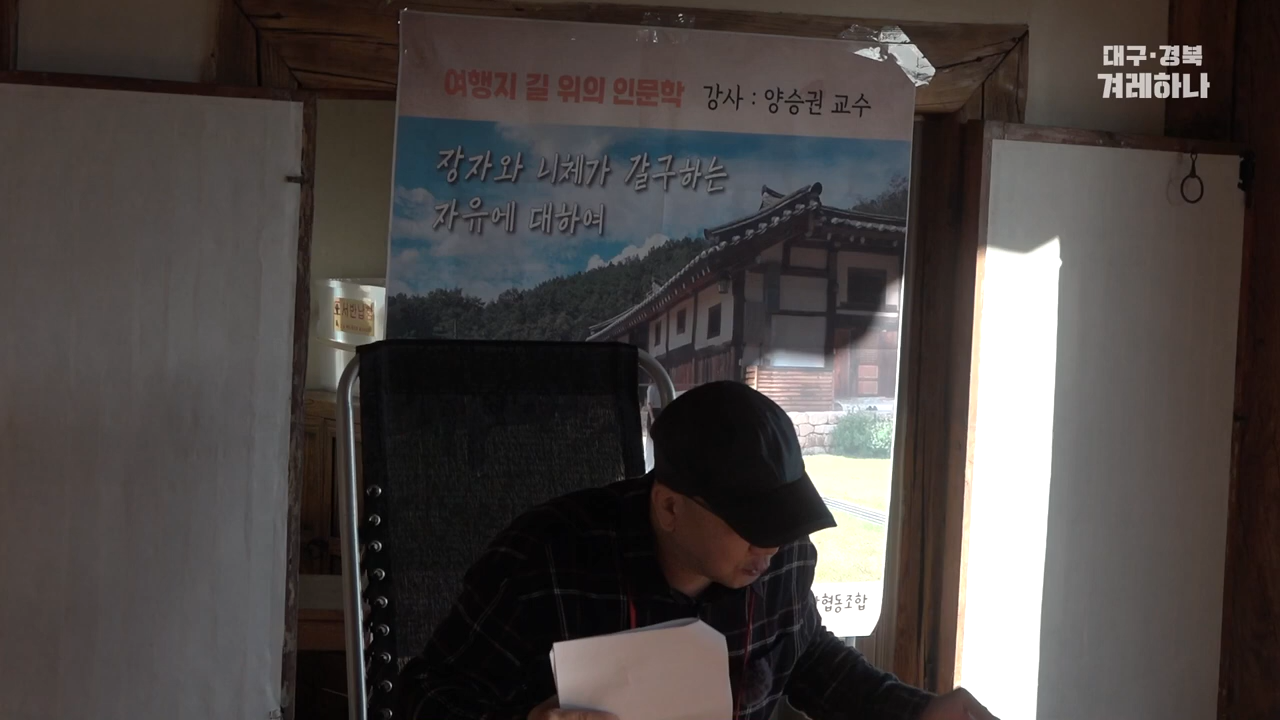 대구·경북
겨레하나
여행지 길 위의 인문학 강사 : 양승권 교수
장자와 니체가 갈구하는
자유에 대하여
협동조합